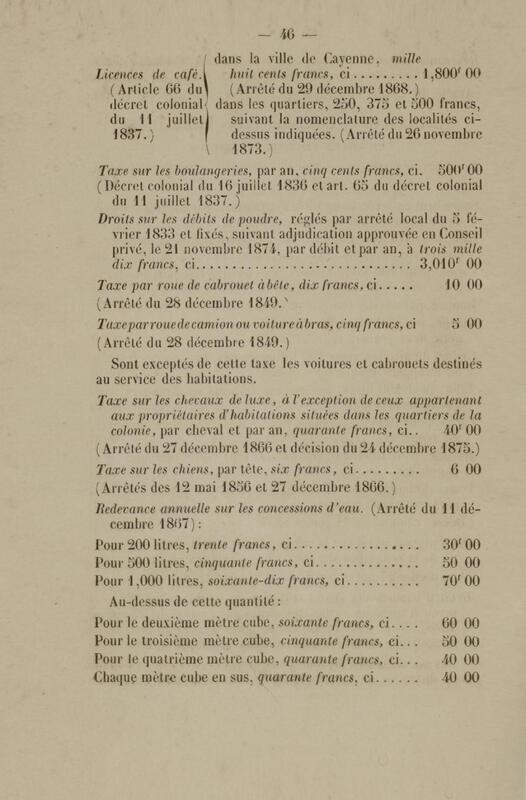 — 46 —
dans la ville de Cayenne, mille
Licences de café. huit cents francs, ci......... 1,800f 00
(Article 66 du (Arrêté du 29 décembre 1868.)
décret colonial dans les quartiers, 250, 375 et 500 francs,
du 11 juillet suivant la nomenclature des localités ci-
1837.) dessus indiquées. (Arrêté du 26 novembre
1873.)
Taxe sur les boulangeries, par an, cinq cents francs, ci. 500f 00
(Décret colonial du 16 juillet 1836 et art. 65 du décret colonial
du 11 juillet 1837.)
Droits sur les débits de poudre, réglés par arrêté local du 5 fé-
vrier 1833 et fixés, suivant adjudication approuvée en Conseil
privé, le 21 novembre 1874, par débit et par an, à trois mille
dix francs, ci............................ 3,010f 00
Taxe par roue de cabrouet à bête, dix francs, ci..... 10 00
(Arrêté du 28 décembre 1849.)
Taxe par roue de camion ou voiture à bras, cinq francs, ci 5 00
(Arrêté du 28 décembre 1849.)
Sont exceptés de cette taxe les voitures et cabrouets destinés
au service des habitations.
Taxe sur les chevaux de luxe, à l'exception de ceux appartenant
aux propriétaires d'habitations situées dans les quartiers de la
colonie, par cheval et par an, quarante francs, ci.. 40f 00
(Arrêté du 27 décembre 1866 et décision du 24 décembre 1875.)
Taxe sur les chiens, par tête, six francs, ci......... 6 00
(Arrêtés des 12 mai 1856 et 27 décembre 1866.)
Redevance annuelle sur les concessions d'eau. (Arrêté du 11 dé-
cembre 1867):
Pour 200 litres, trente francs, ci................. 30f 00
Pour 500 litres, cinquante francs, ci.............. 50 00
Pour 1,000 litres, soixante-dix francs, ci.......... 70f 00
Au-dessus de cette quantité :
Pour le deuxième mètre cube, soixante francs, ci.... 60 00
Pour le troisième mètre cube, cinquante francs, ci... 50 00
Pour le quatrième mètre cube, quarante francs, ci... 40 00
Chaque mètre cube en sus, quarante francs, ci...... 40 00